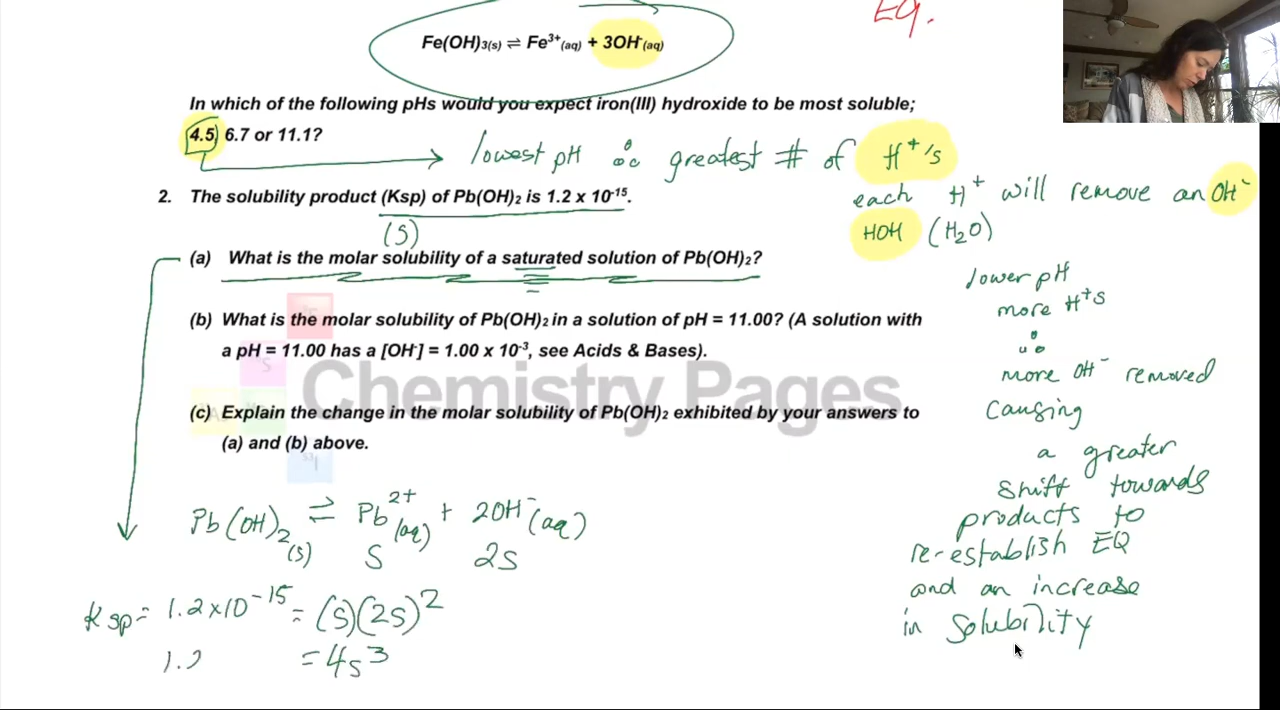 EQ.
Fe(OH)3(s) ⇌ Fe3+(aq) + 3OH-(aq)
In which of the following pHs would you expect iron(III) hydroxide to be most soluble;
4.5, 6.7 or 11.1?
lowest pH ∴ greatest # of H+'s
each H+ will remove an OH-
HOH (H2O)
2. The solubility product (Ksp) of Pb(OH)2 is 1.2 x 10-15.
(S)
(a) What is the molar solubility of a saturated solution of Pb(OH)2?
lower pH
more H+s
∴
more OH- removed
causing
a greater
shift towards
products to
re-establish EQ
and an increase
in solubility
(b) What is the molar solubility of Pb(OH)2 in a solution of pH = 11.00? (A solution with
a pH = 11.00 has a [OH-] = 1.00 x 10-3, see Acids & Bases).
Chemistry Pages
(c) Explain the change in the molar solubility of Pb(OH)2 exhibited by your answers to
(a) and (b) above.
Pb(OH)2(s) ⇌ Pb2+(aq) + 2OH-(aq)
S 2S
Ksp = 1.2x10-15 = (S)(2S)2
1.2 = 4s3